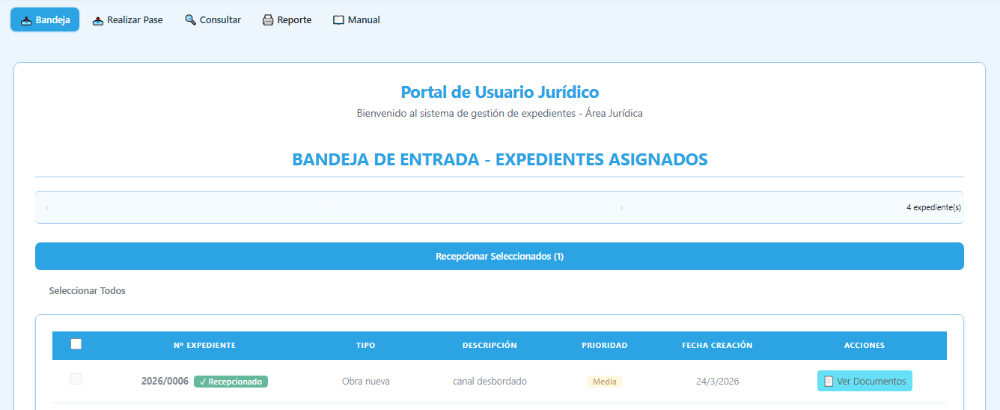 Bandeja Realizar Pase Consultar Reporte Manual
Portal de Usuario Jurídico
Bienvenido al sistema de gestión de expedientes - Área Jurídica
BANDEJA DE ENTRADA - EXPEDIENTES ASIGNADOS
‹ › 4 expediente(s)
Recepcionar Seleccionados (1)
Seleccionar Todos
Nº EXPEDIENTE TIPO DESCRIPCIÓN PRIORIDAD FECHA CREACIÓN ACCIONES
2026/0006 ✓ Recepcionado Obra nueva canal desbordado Media 24/3/2026 Ver Documentos